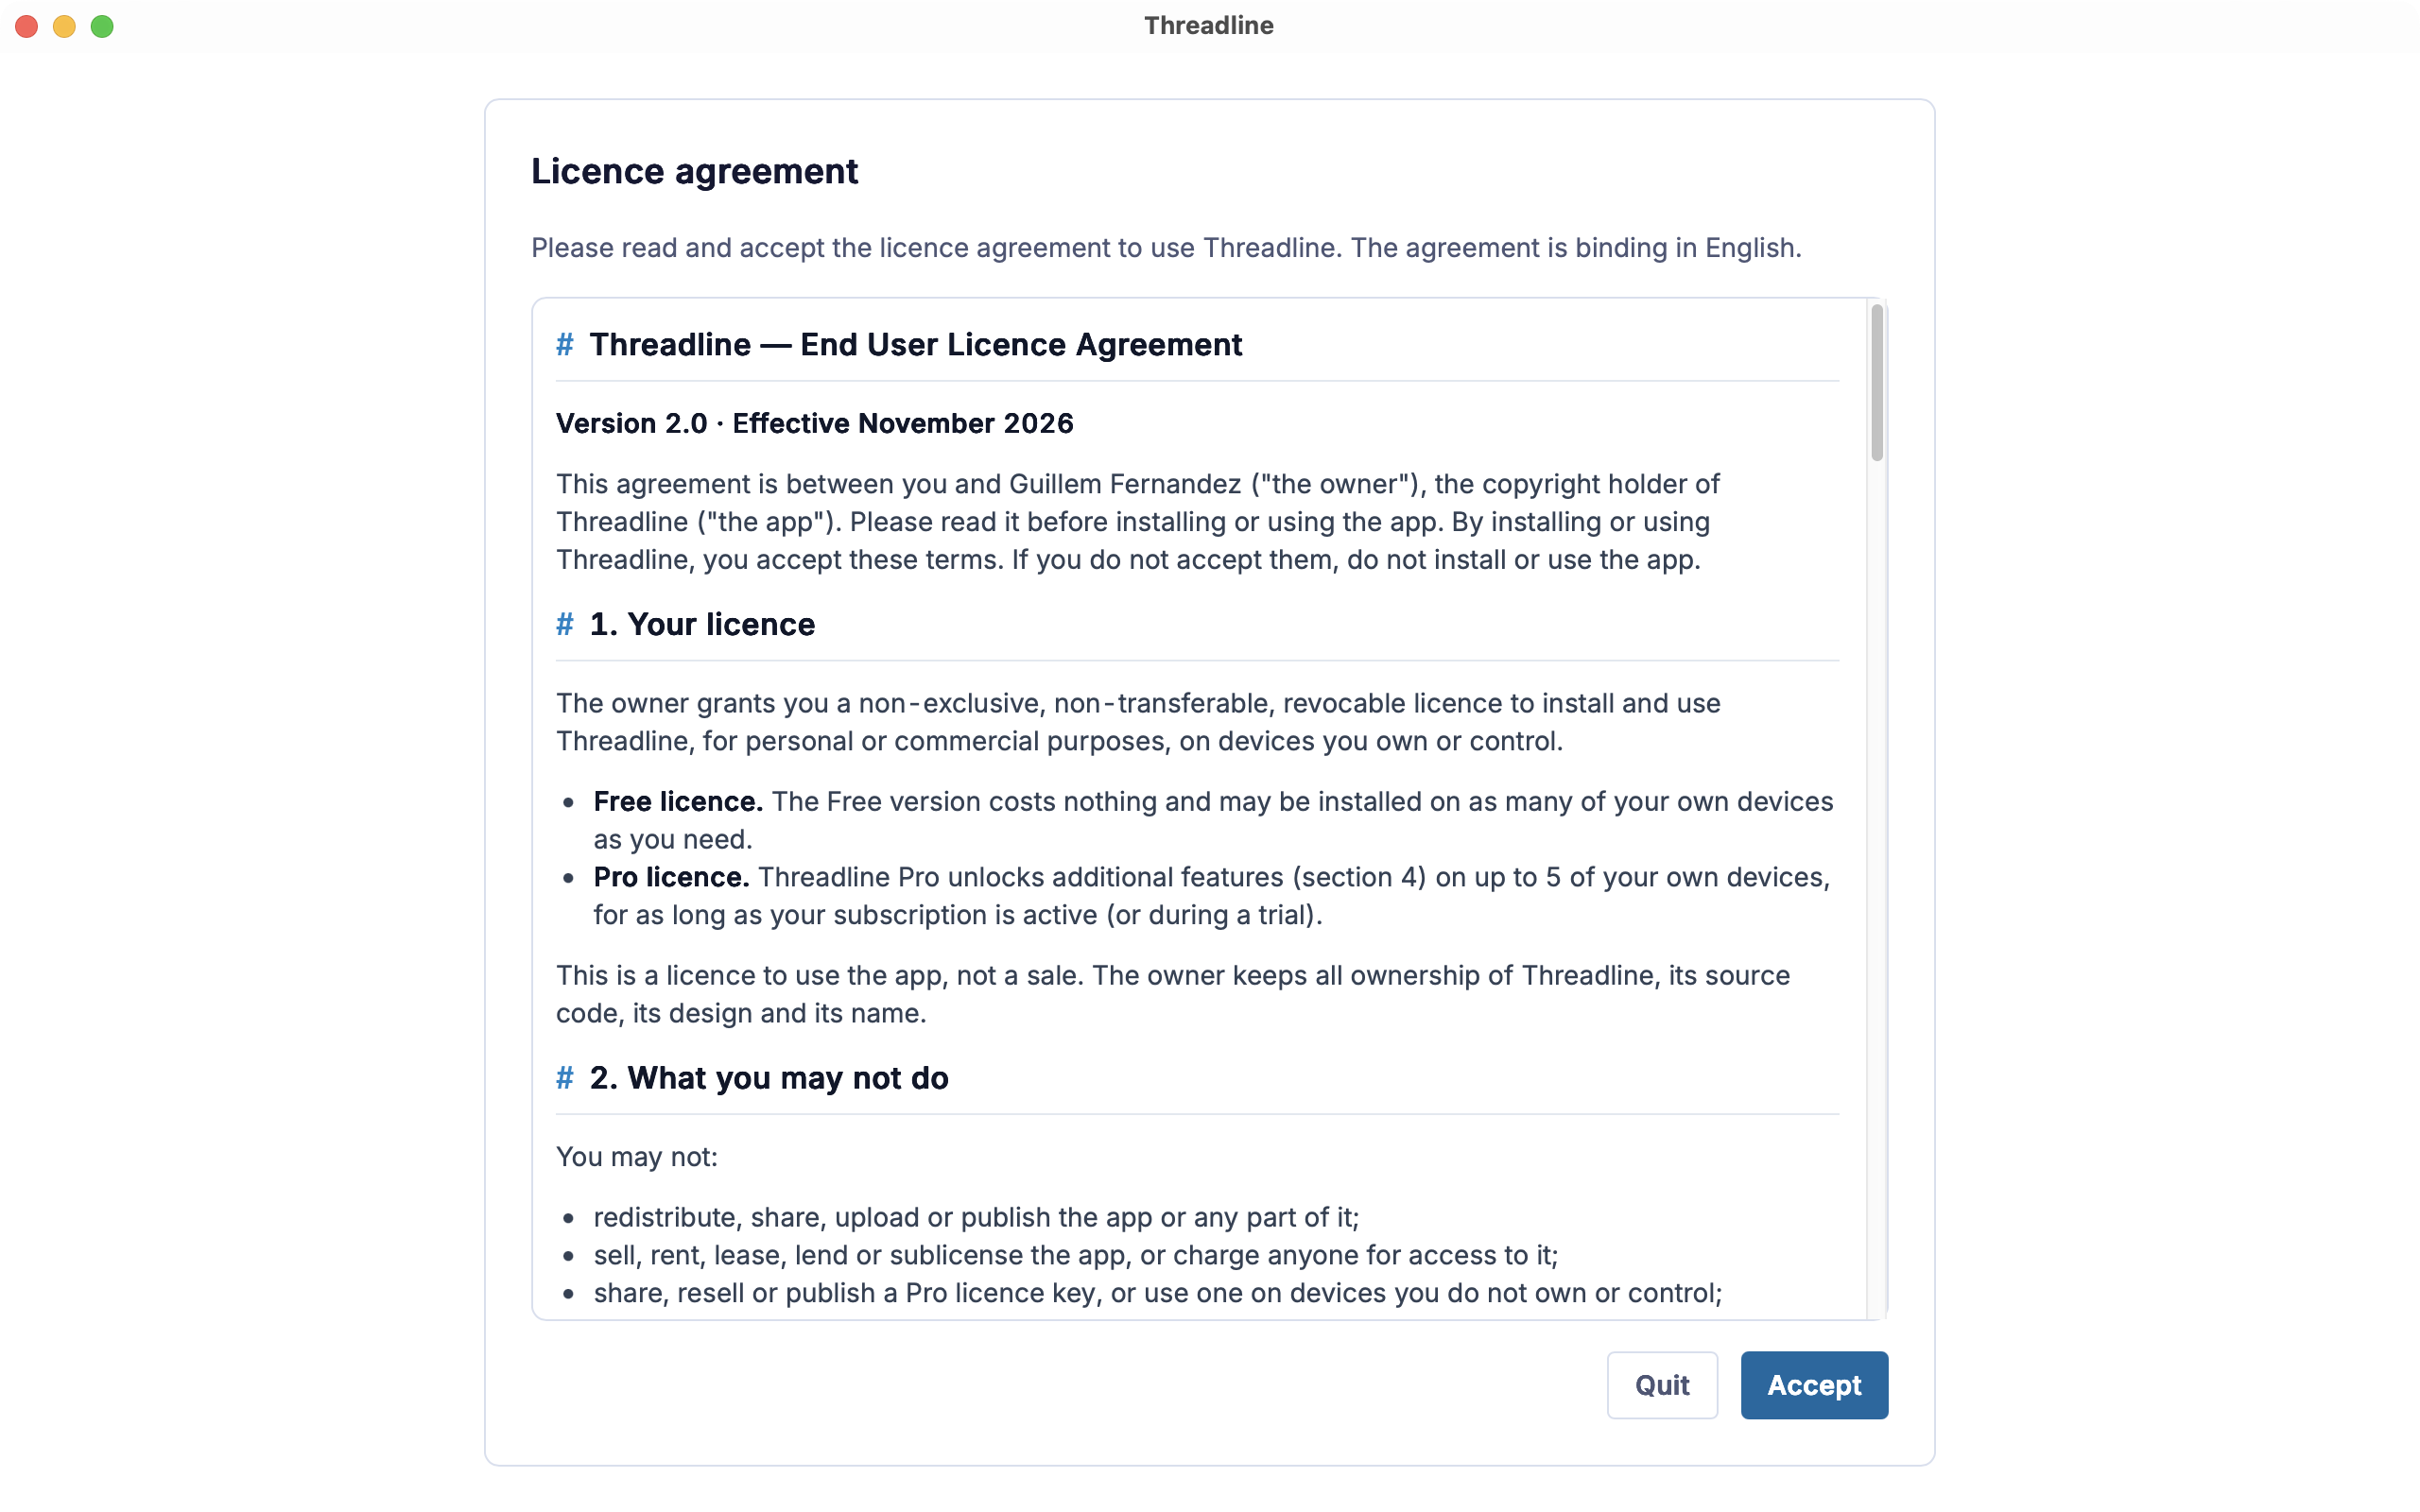 Threadline
Licence agreement
Please read and accept the licence agreement to use Threadline. The agreement is binding in English.
# Threadline — End User Licence Agreement
Version 2.0 · Effective November 2026
This agreement is between you and Guillem Fernandez ("the owner"), the copyright holder of
Threadline ("the app"). Please read it before installing or using the app. By installing or using
Threadline, you accept these terms. If you do not accept them, do not install or use the app.
# 1. Your licence
The owner grants you a non-exclusive, non-transferable, revocable licence to install and use
Threadline, for personal or commercial purposes, on devices you own or control.
• Free licence. The Free version costs nothing and may be installed on as many of your own devices
as you need.
• Pro licence. Threadline Pro unlocks additional features (section 4) on up to 5 of your own devices,
for as long as your subscription is active (or during a trial).
This is a licence to use the app, not a sale. The owner keeps all ownership of Threadline, its source
code, its design and its name.
# 2. What you may not do
You may not:
• redistribute, share, upload or publish the app or any part of it;
• sell, rent, lease, lend or sublicense the app, or charge anyone for access to it;
• share, resell or publish a Pro licence key, or use one on devices you do not own or control;
Quit
Accept